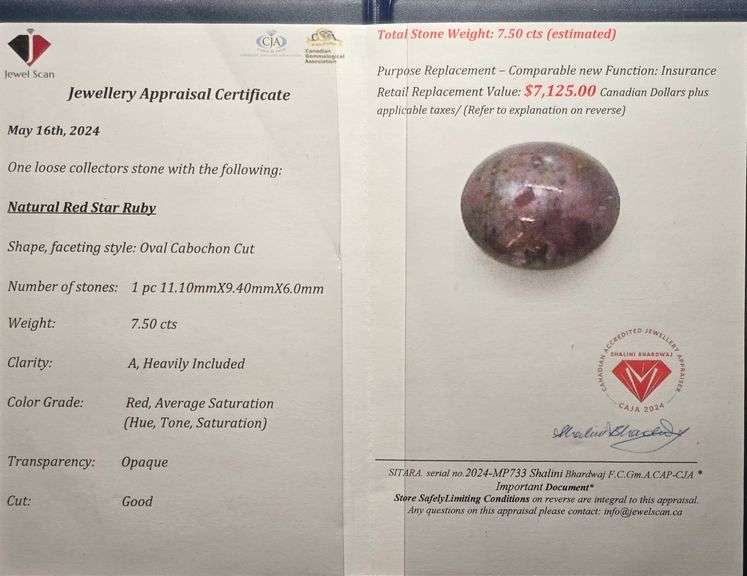 Jewel Scan
CJA
Canadian
Gemmological
Association
Jewellery Appraisal Certificate
May 16th, 2024
One loose collectors stone with the following:
Natural Red Star Ruby
Shape, faceting style: Oval Cabochon Cut
Number of stones: 1 pc 11.10mmX9.40mmX6.0mm
Weight: 7.50 cts
Clarity: A, Heavily Included
Color Grade: Red, Average Saturation
(Hue, Tone, Saturation)
Transparency: Opaque
Cut: Good
Total Stone Weight: 7.50 cts (estimated)
Purpose Replacement – Comparable new Function: Insurance
Retail Replacement Value: $7,125.00 Canadian Dollars plus
applicable taxes/ (Refer to explanation on reverse)
CANADIAN ACCREDITED JEWELLERY APPRAISER
SHALINI BHARDWAJ
CAJA 2024
Shalini Bhardwaj
SITARA. serial no.2024-MP733 Shalini Bhardwaj F.C.Gm.A.CAP-CJA *
Important Document*
Store SafelyLimiting Conditions on reverse are integral to this appraisal.
Any questions on this appraisal please contact: info@jewelscan.ca